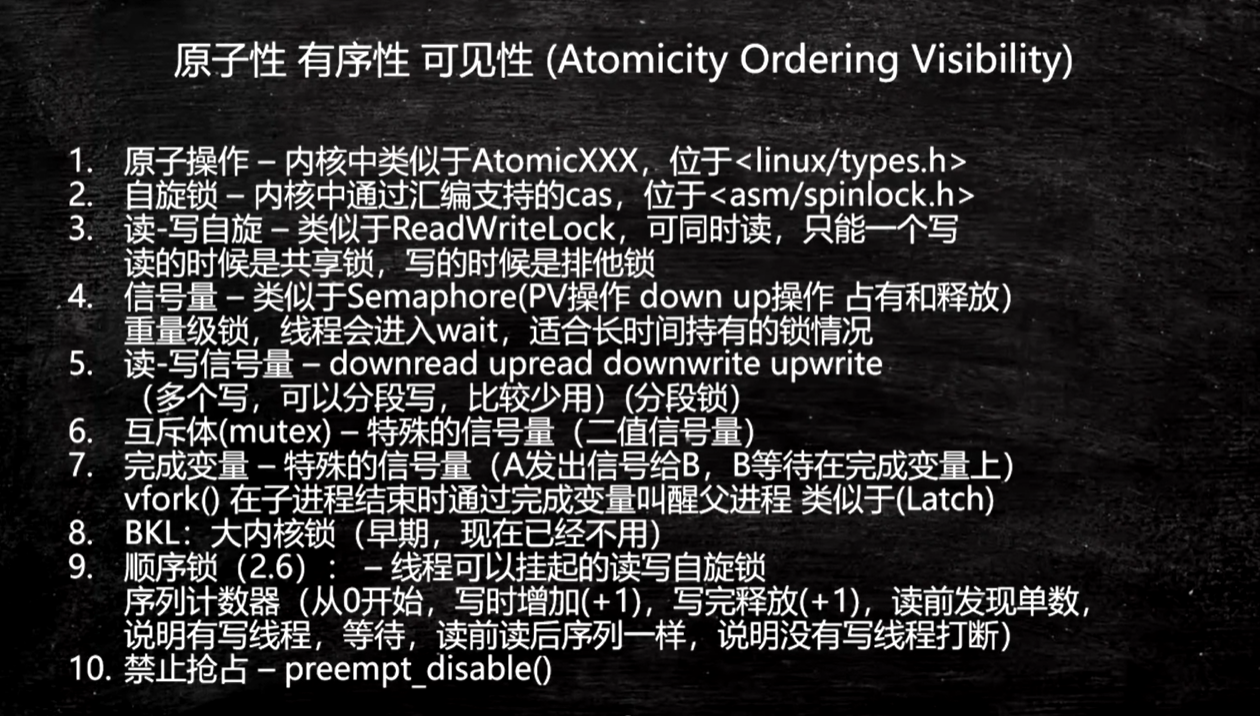 原子性 有序性 可见性 (Atomicity Ordering Visibility)
1. 原子操作 – 内核中类似于AtomicXXX，位于<linux/types.h>
2. 自旋锁 – 内核中通过汇编支持的cas，位于<asm/spinlock.h>
3. 读-写自旋 – 类似于ReadWriteLock，可同时读，只能一个写
读的时候是共享锁，写的时候是排他锁
4. 信号量 – 类似于Semaphore(PV操作 down up操作 占有和释放）
重量级锁，线程会进入wait，适合长时间持有的锁情况
5. 读-写信号量 – downread upread downwrite upwrite
（多个写，可以分段写，比较少用）(分段锁）
6. 互斥体(mutex) – 特殊的信号量（二值信号量）
7. 完成变量 – 特殊的信号量（A发出信号给B，B等待在完成变量上）
vfork() 在子进程结束时通过完成变量叫醒父进程 类似于(Latch)
8. BKL：大内核锁（早期，现在已经不用）
9. 顺序锁（2.6）： – 线程可以挂起的读写自旋锁
序列计数器（从0开始，写时增加(+1)，写完释放(+1)，读前发现单数，
说明有写线程，等待，读前读后序列一样，说明没有写线程打断）
10. 禁止抢占 – preempt_disable()